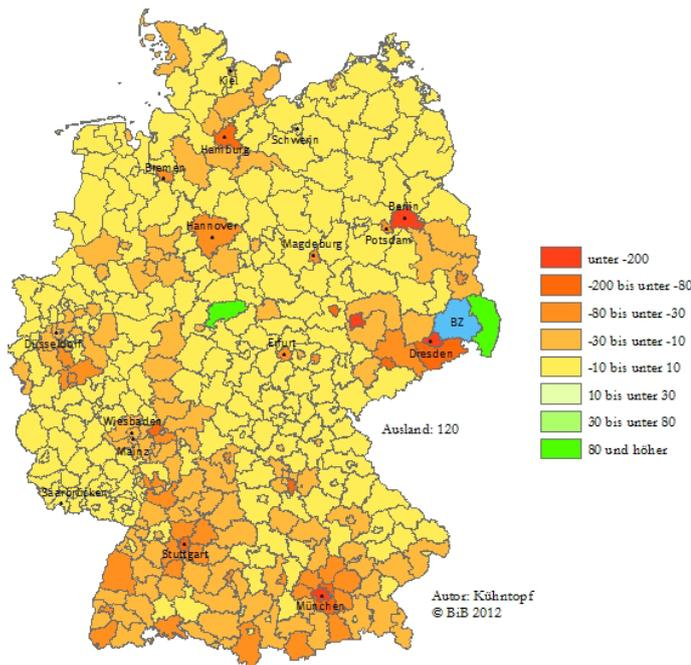 Kiel
Schwerin
Hamburg
Bremen
Berlin
Hannover
Potsdam
Magdeburg
unter -200
-200 bis unter -80
-80 bis unter -30
-30 bis unter -10
-10 bis unter 10
10 bis unter 30
30 bis unter 80
80 und höher
BZ
Düsseldorf
Erfurt
Dresden
Wiesbaden
Mainz
Ausland: 120
Saarbrücken
Stuttgart
München
Autor: Kühntopf
© BiB 2012